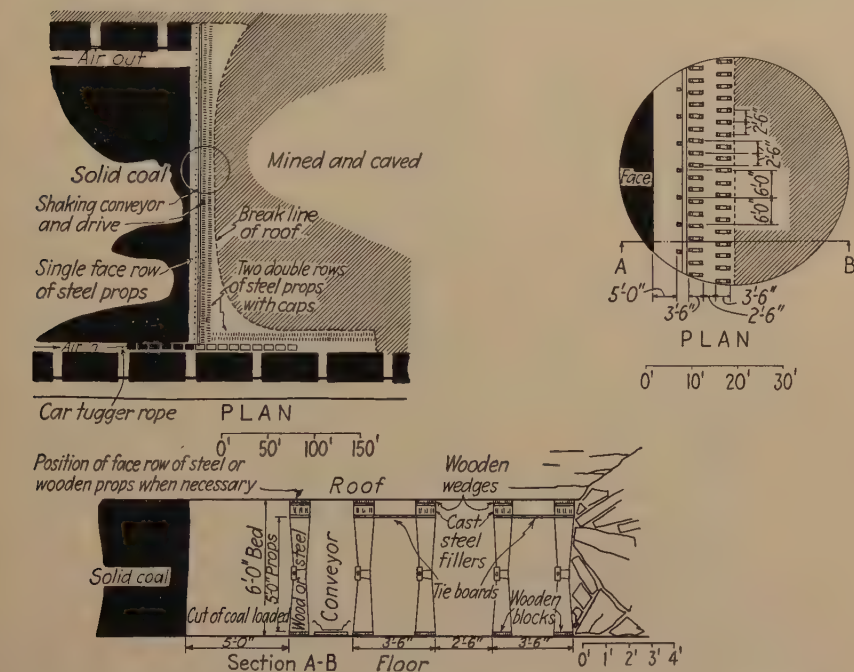 Air out
Solid coal
Mined and caved
Shaking conveyor
and drive
Break line
of roof
Single face row
of steel props
Two double rows
of steel props
with caps
Air
Car tugger rope
PLAN
0' 50' 100' 150'
Face
2'-6"
2'-6"
6'-0" 6'-0"
A B
5'-0"
3'-6" 3'-6"
2'-6"
PLAN
0' 10' 20' 30'
Position of face row of steel or
wooden props when necessary
Roof
Wooden
wedges
Solid coal
6'-0" Bed
5'-0" Props
Wood or steel
Conveyor
Cast
steel
fillers
Tie boards
Wooden
blocks
Cut of coal loaded
5'-0" 3'-6" 2'-6" 3'-6"
0' 1' 2' 3' 4'
Section A-B Floor